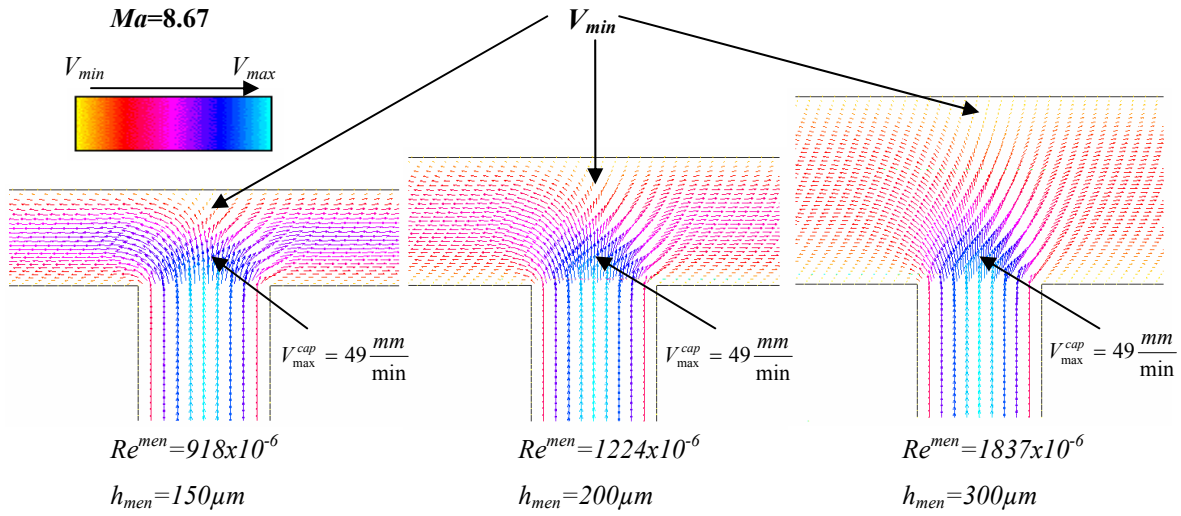 Ma=8.67
V_min
V_min V_max
V_max^cap = 49 mm/min
V_max^cap = 49 mm/min
V_max^cap = 49 mm/min
Re^men=918x10^-6
Re^men=1224x10^-6
Re^men=1837x10^-6
h_men=150µm
h_men=200µm
h_men=300µm